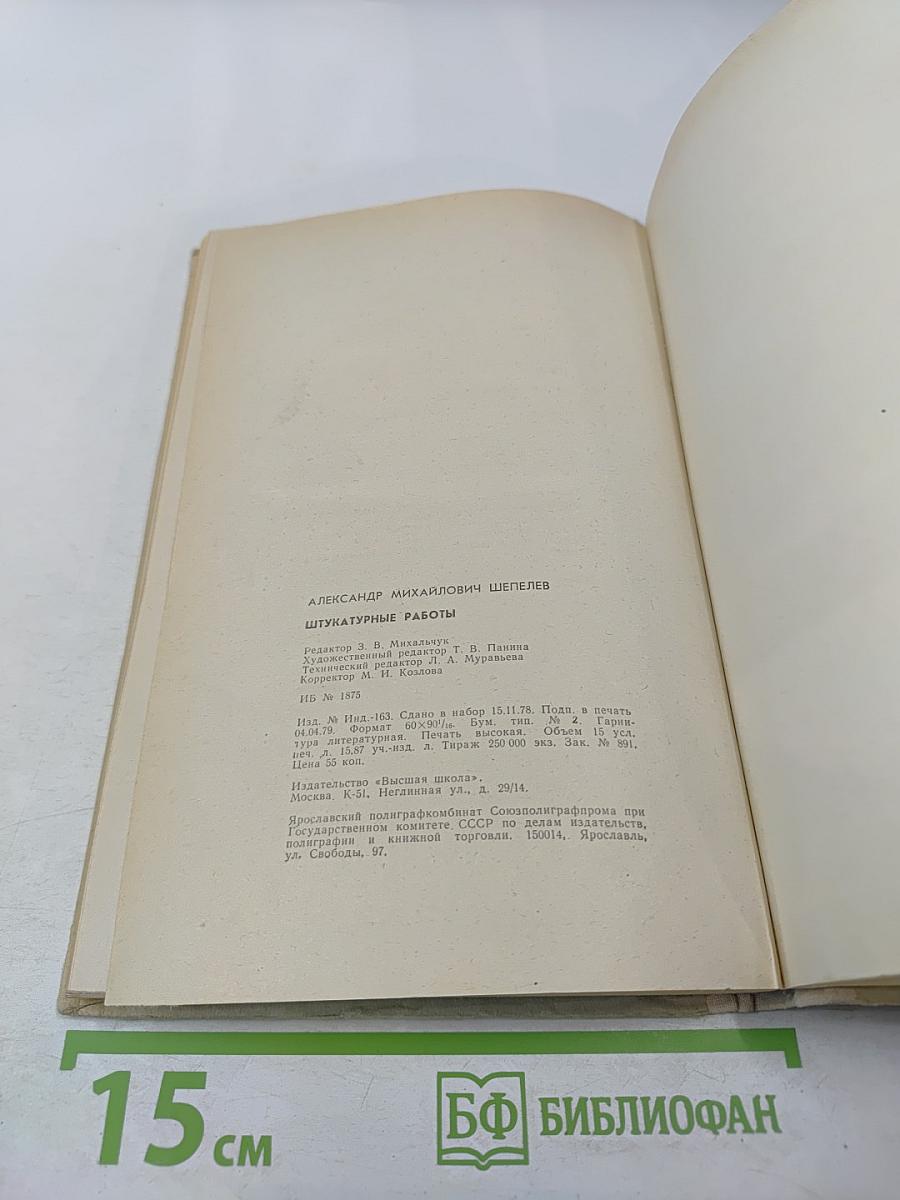 АЛЕКСАНДР МИХАЙЛОВИЧ ШЕПЕЛЕВ
ШТУКАТУРНЫЕ РАБОТЫ
Редактор З. В. Михальчук
Художественный редактор Т. В. Панина
Технический редактор Л. А. Муравьева
Корректор М. И. Козлова
ИБ № 1875
Изд. № Инд.-163. Сдано в набор 15.11.78. Подп. в печать
04.04.79. Формат 60×90¹/₁₆. Бум. тип. № 2. Гарни-
тура литературная. Печать высокая. Объем 15 усл.
печ. л. 15,87 уч.-изд. л. Тираж 250 000 экз. Зак. № 891.
Цена 55 коп.
Издательство «Высшая школа».
Москва. К-51, Неглинная ул., д. 29/14.
Ярославский полиграфкомбинат Союзполиграфпрома при
Государственном комитете СССР по делам издательств,
полиграфии и книжной торговли. 150014, Ярославль,
ул. Свободы, 97.
15 см
БФ БИБЛИОФАН